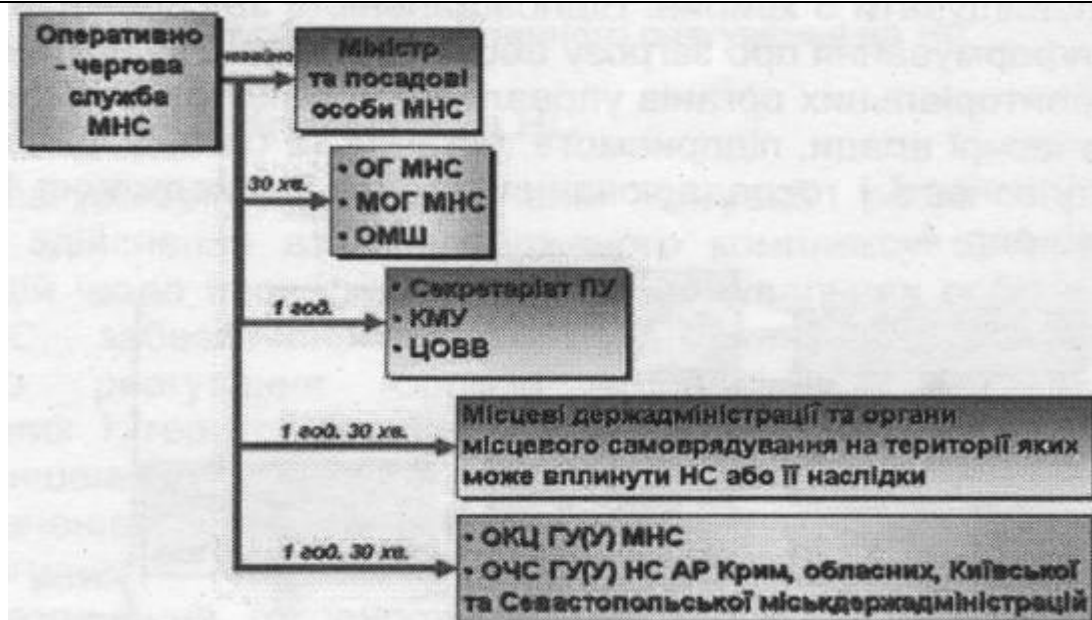 Оперативно
- чергова
служба
МНС
негайно
Міністр
та посадові
особи МНС
30 хв.
• ОГ МНС
• МОГ МНС
• ОМШ
1 год.
• Секретаріат ПУ
• КМУ
• ЦОВВ
1 год. 30 хв.
Місцеві держадміністрації та органи
місцевого самоврядування на території яких
може вплинути НС або її наслідки
1 год. 30 хв.
• ОКЦ ГУ(У) МНС
• ОЧС ГУ(У) НС АР Крим, обласних, Київської
та Севастопольської міськдержадміністрацій